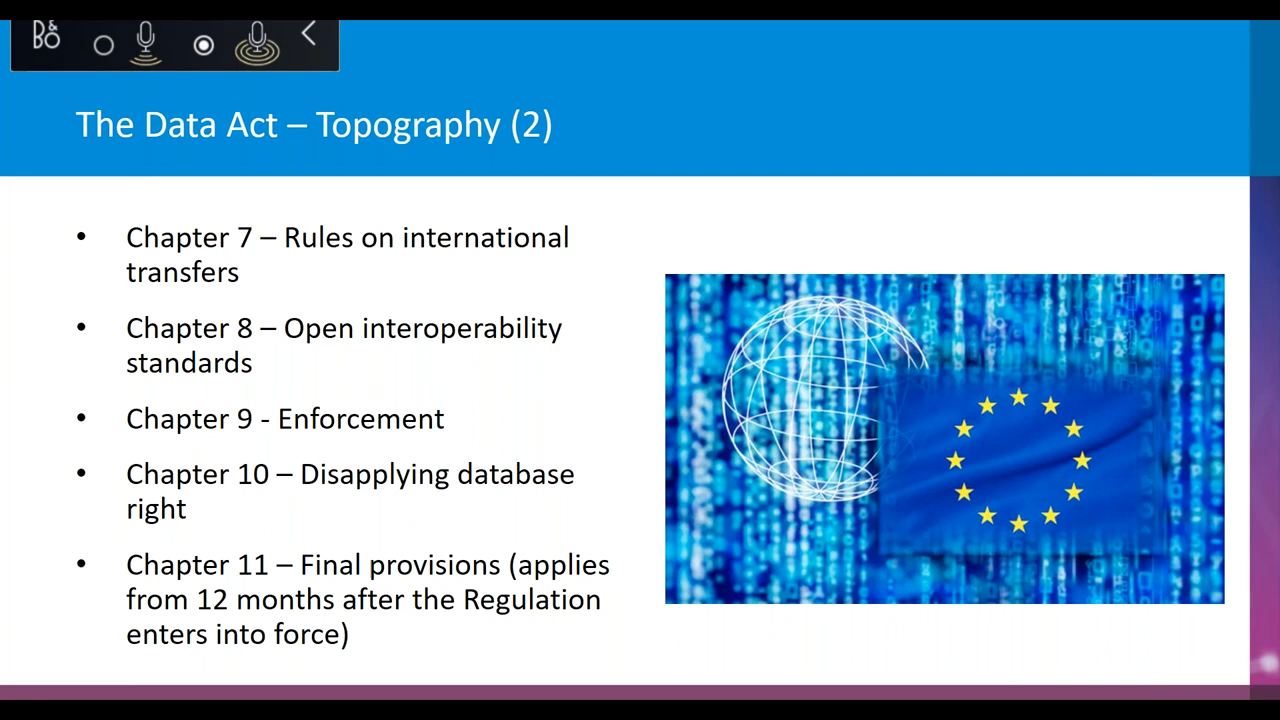 B&O
The Data Act – Topography (2)
• Chapter 7 – Rules on international
transfers
• Chapter 8 – Open interoperability
standards
• Chapter 9 - Enforcement
• Chapter 10 – Disapplying database
right
• Chapter 11 – Final provisions (applies
from 12 months after the Regulation
enters into force)